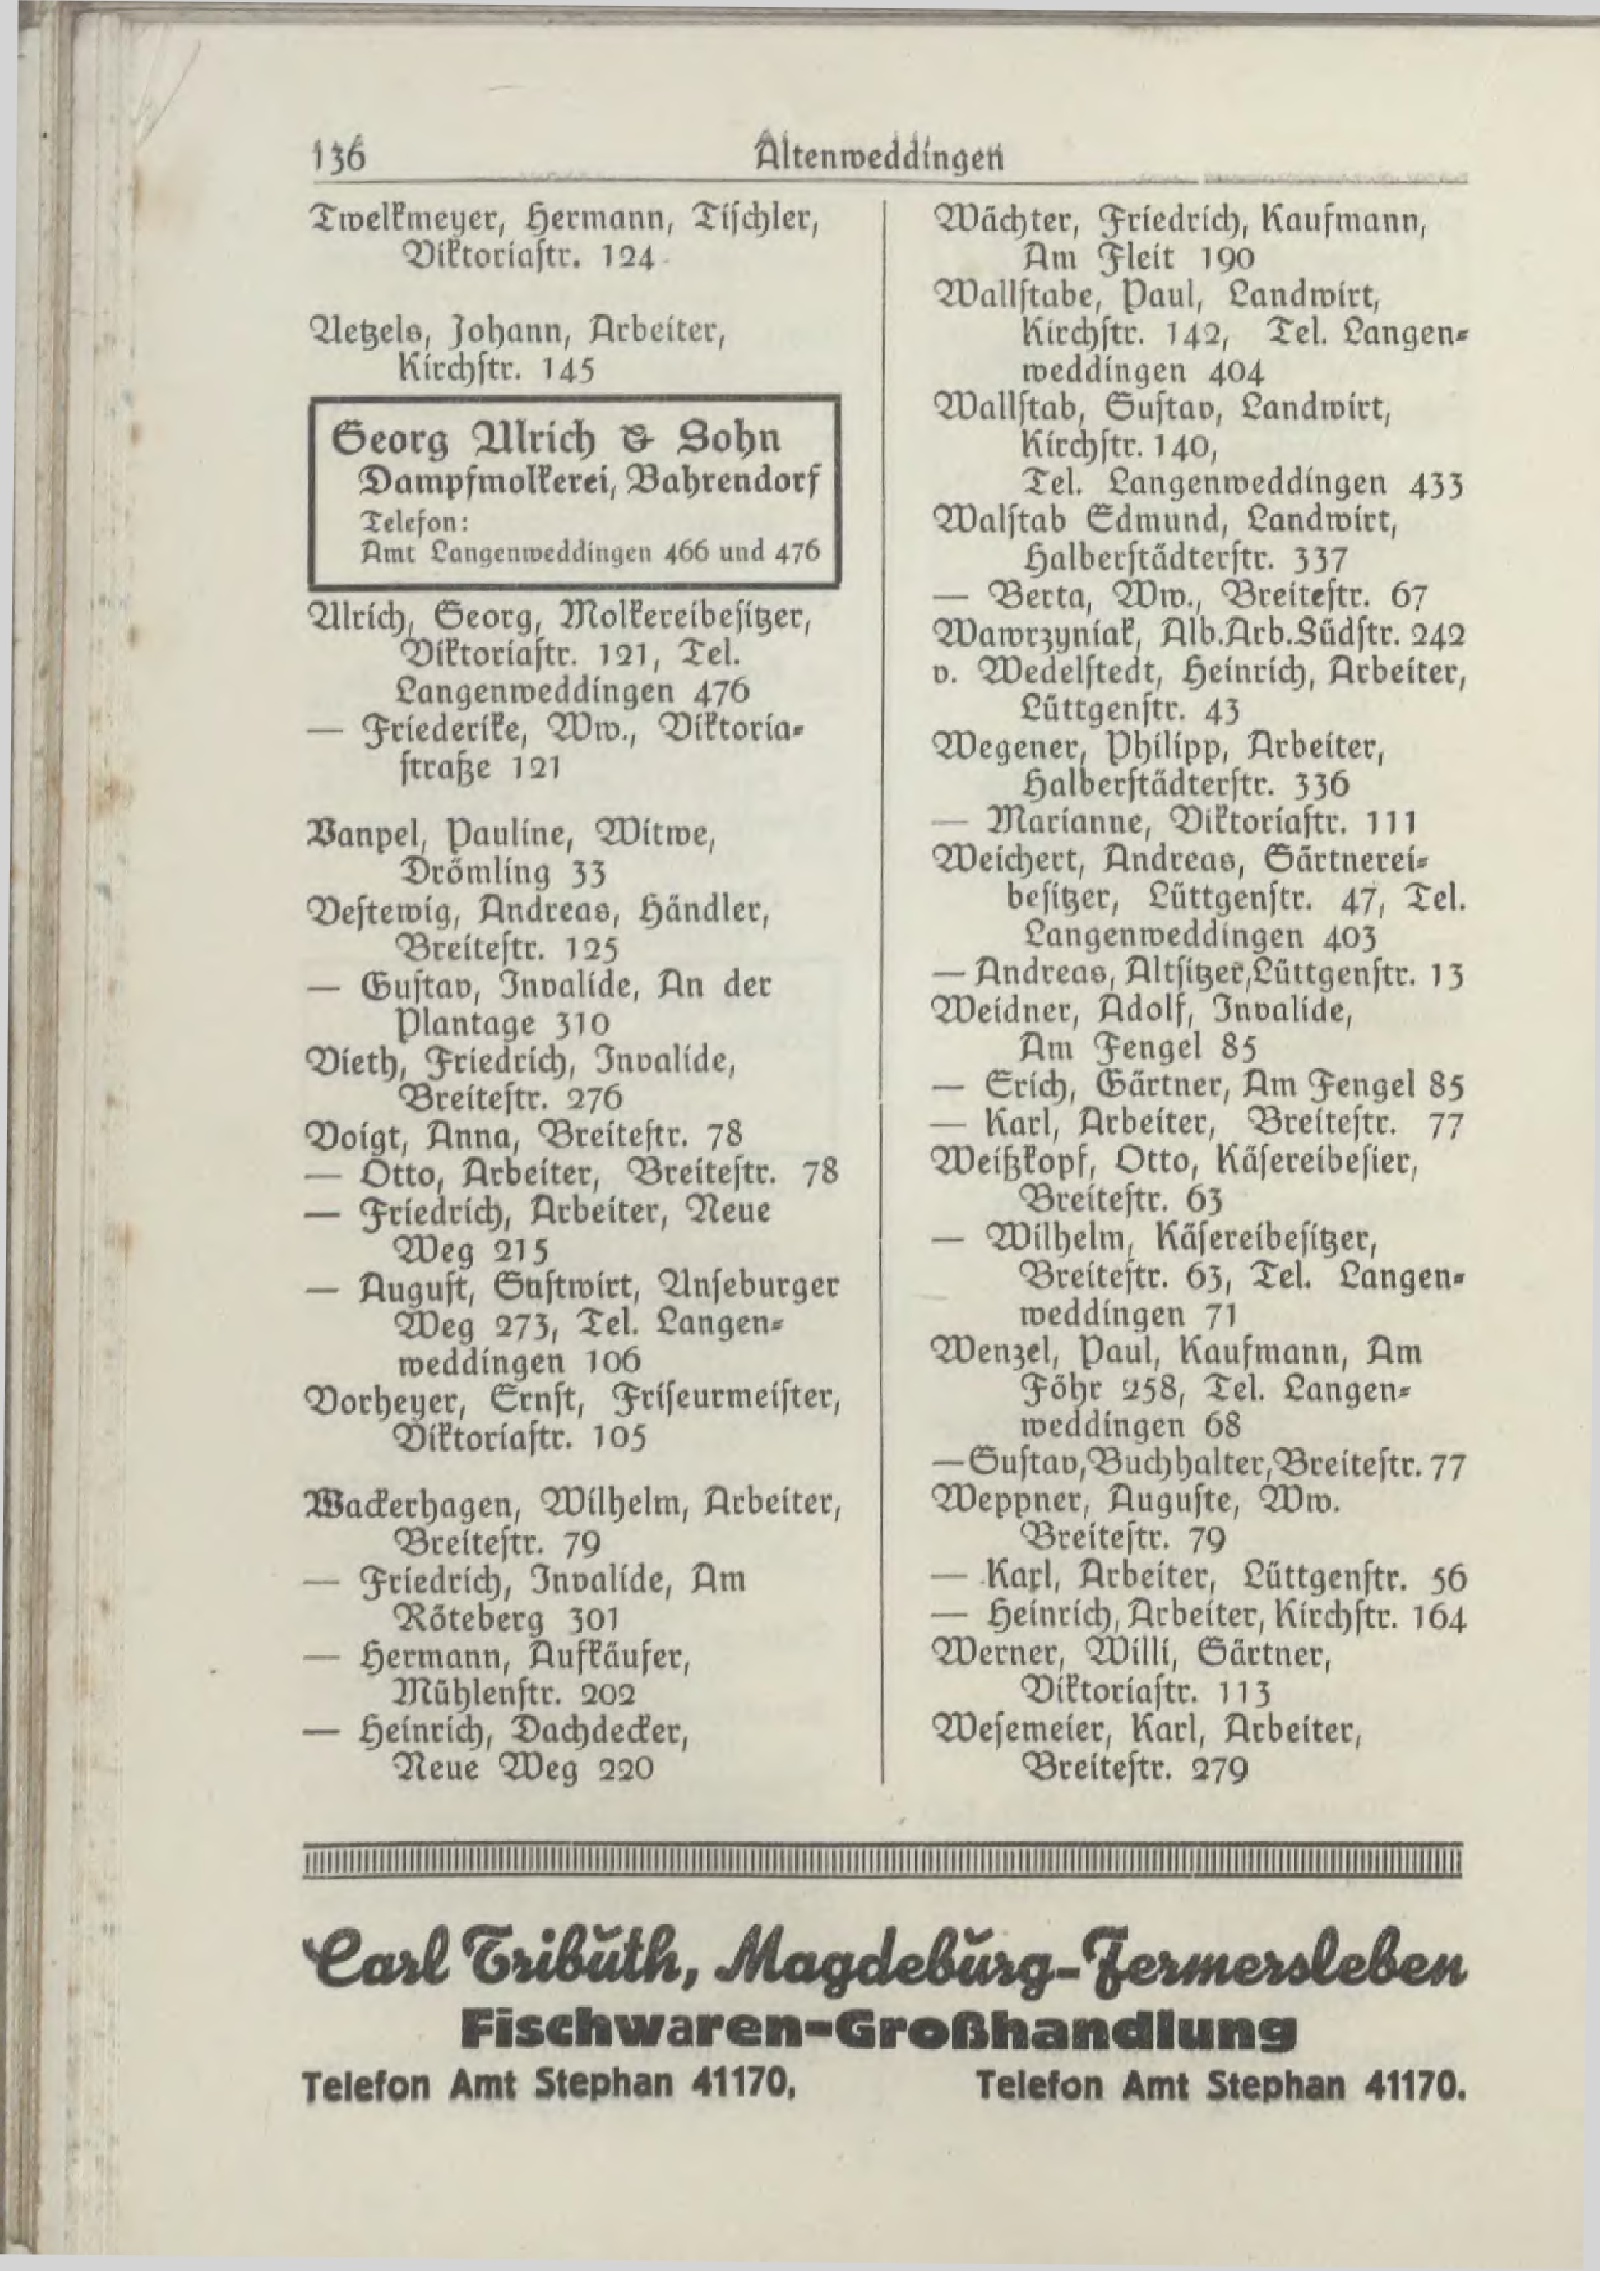 136
Altenweddingen
Twelkmeyer, Hermann, Tischler,
Viktoriastr. 124
Uetzels, Johann, Arbeiter,
Kirchstr. 145
Georg Ulrich & Sohn
Dampfmolkerei, Bahrendorf
Telefon:
Amt Langenweddingen 466 und 476
Ulrich, Georg, Molkereibesitzer,
Viktoriastr. 121, Tel.
Langenweddingen 476
— Friederike, Ww., Viktoria-
straße 121
Vanpel, Pauline, Witwe,
Drömling 33
Vestewig, Andreas, Händler,
Breitestr. 125
— Gustav, Invalide, An der
Plantage 310
Vieth, Friedrich, Invalide,
Breitestr. 276
Voigt, Anna, Breitestr. 78
— Otto, Arbeiter, Breitestr. 78
— Friedrich, Arbeiter, Neue
Weg 215
— August, Gastwirt, Unseburger
Weg 273, Tel. Langen-
weddingen 106
Vorheyer, Ernst, Friseurmeister,
Viktoriastr. 105
Wackerhagen, Wilhelm, Arbeiter,
Breitestr. 79
— Friedrich, Invalide, Am
Röteberg 301
— Hermann, Aufkäufer,
Mühlenstr. 202
— Heinrich, Dachdecker,
Neue Weg 220
Wächter, Friedrich, Kaufmann,
Am Fleit 190
Wallstabe, Paul, Landwirt,
Kirchstr. 142, Tel. Langen-
weddingen 404
Wallstab, Gustav, Landwirt,
Kirchstr. 140,
Tel. Langenweddingen 433
Walstab Edmund, Landwirt,
Halberstädterstr. 337
— Berta, Ww., Breitestr. 67
Wawrzyniak, Alb.Arb.Südstr. 242
v. Wedelstedt, Heinrich, Arbeiter,
Lüttgenstr. 43
Wegener, Philipp, Arbeiter,
Halberstädterstr. 336
— Marianne, Viktoriastr. 111
Weichert, Andreas, Gärtnerei-
besitzer, Lüttgenstr. 47, Tel.
Langenweddingen 403
— Andreas, Altsitzer, Lüttgenstr. 13
Weidner, Adolf, Invalide,
Am Fengel 85
— Erich, Gärtner, Am Fengel 85
— Karl, Arbeiter, Breitestr. 77
Weißkopf, Otto, Käsereibesier,
Breitestr. 63
— Wilhelm, Käsereibesitzer,
Breitestr. 63, Tel. Langen-
weddingen 71
Wenzel, Paul, Kaufmann, Am
Föhr 258, Tel. Langen-
weddingen 68
— Gustav, Buchhalter, Breitestr. 77
Weppner, Auguste, Ww.
Breitestr. 79
— Karl, Arbeiter, Lüttgenstr. 56
— Heinrich, Arbeiter, Kirchstr. 164
Werner, Willi, Gärtner,
Viktoriastr. 113
Wesemeier, Karl, Arbeiter,
Breitestr. 279
Carl Tributh, Magdeburg-Fermersleben
Fischwaren-Großhandlung
Telefon Amt Stephan 41170, Telefon Amt Stephan 41170.